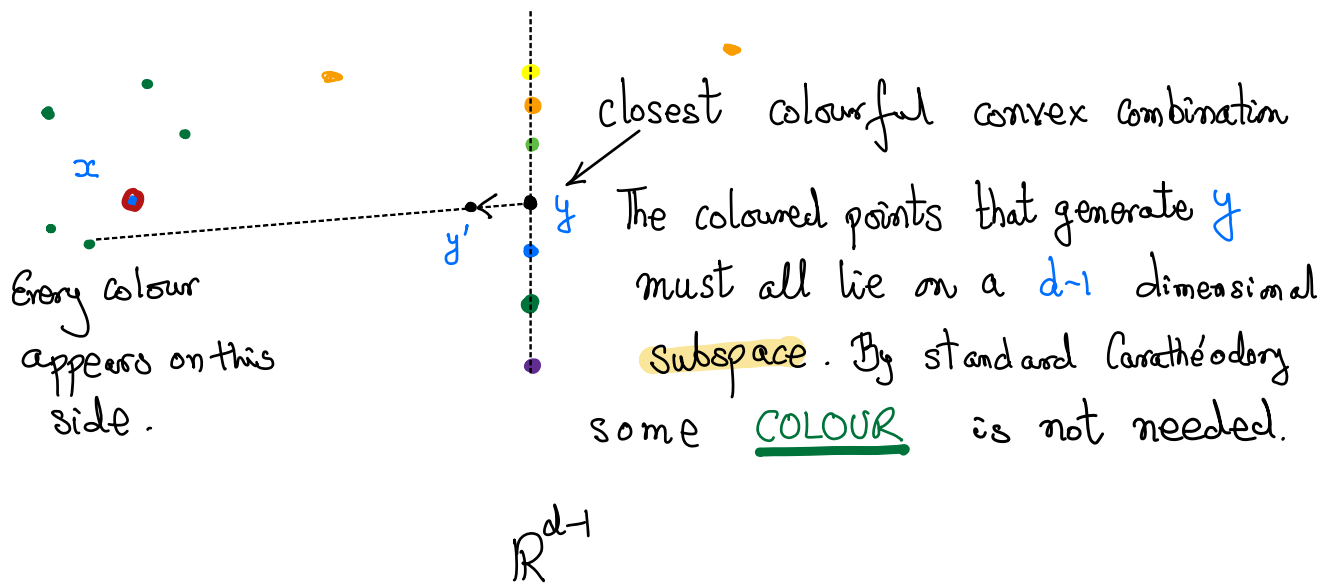 closest colourful convex combination
x
y
The coloured points that generate y
y'
must all lie on a d-1 dimensional
Every colour
appears on this
side.
subspace. By standard Carathéodory
some COLOUR is not needed.
ℝ^{d-1}